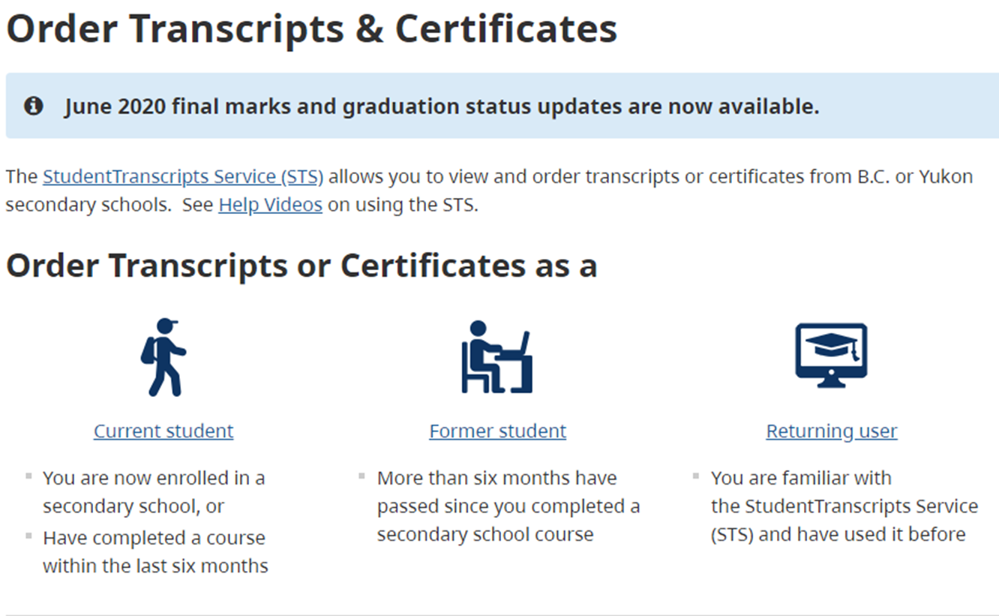 Order Transcripts & Certificates
June 2020 final marks and graduation status updates are now available.
The StudentTranscripts Service (STS) allows you to view and order transcripts or certificates from B.C. or Yukon
secondary schools.  See Help Videos on using the STS.
Order Transcripts or Certificates as a
Current student
You are now enrolled in a
secondary school, or
Have completed a course
within the last six months
Former student
More than six months have
passed since you completed a
secondary school course
Returning user
You are familiar with
the StudentTranscripts Service
(STS) and have used it before